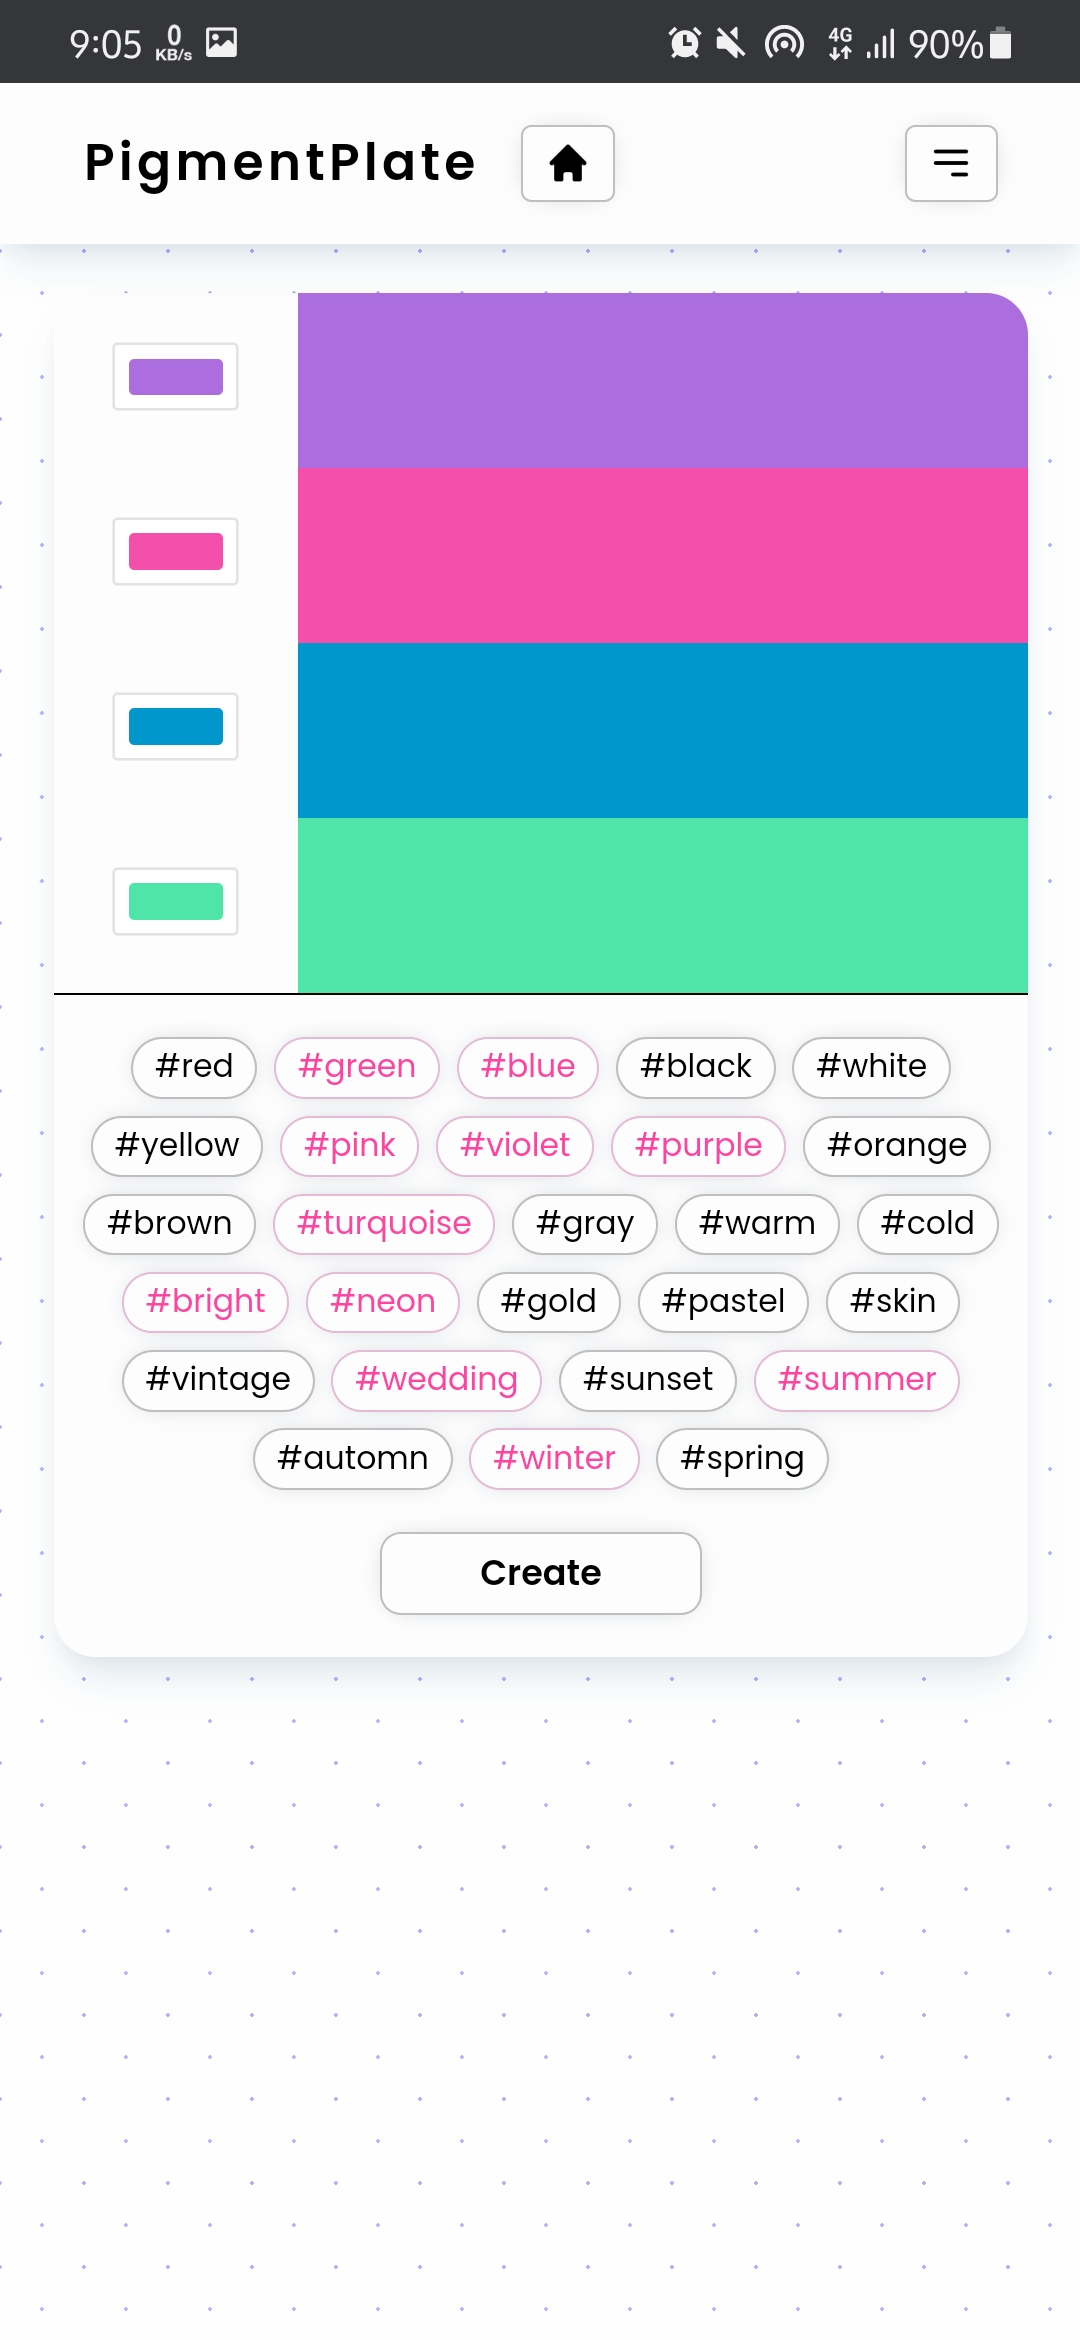 9:05 0 KB/s 4G 90%
PigmentPlate
#red #green #blue #black #white
#yellow #pink #violet #purple #orange
#brown #turquoise #gray #warm #cold
#bright #neon #gold #pastel #skin
#vintage #wedding #sunset #summer
#automn #winter #spring
Create